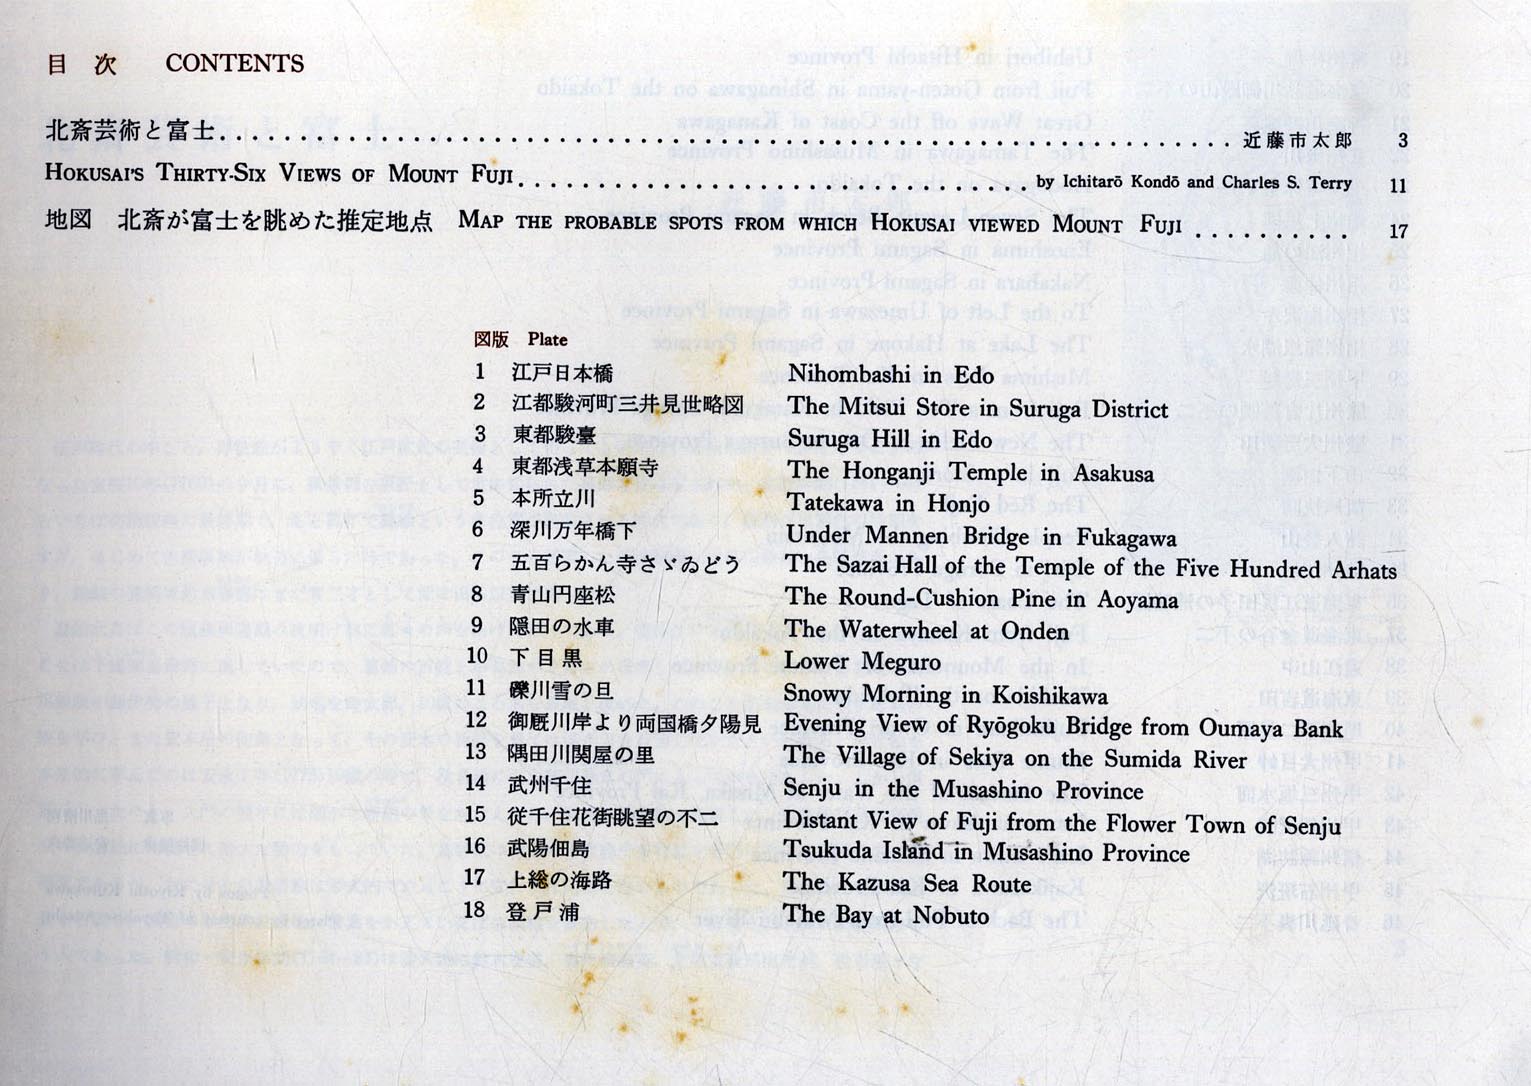 目次 CONTENTS
北斎芸術と富士 近藤市太郎 3
HOKUSAI'S THIRTY-SIX VIEWS OF MOUNT FUJI by Ichitarō Kondō and Charles S. Terry 11
地図 北斎が富士を眺めた推定地点 MAP THE PROBABLE SPOTS FROM WHICH HOKUSAI VIEWED MOUNT FUJI 17
図版 Plate
1 江戸日本橋 Nihombashi in Edo
2 江都駿河町三井見世略図 The Mitsui Store in Suruga District
3 東都駿臺 Suruga Hill in Edo
4 東都浅草本願寺 The Honganji Temple in Asakusa
5 本所立川 Tatekawa in Honjo
6 深川万年橋下 Under Mannen Bridge in Fukagawa
7 五百らかん寺さゞゐどう The Sazai Hall of the Temple of the Five Hundred Arhats
8 青山円座松 The Round-Cushion Pine in Aoyama
9 隠田の水車 The Waterwheel at Onden
10 下目黒 Lower Meguro
11 礫川雪の旦 Snowy Morning in Koishikawa
12 御厩川岸より両国橋夕陽見 Evening View of Ryōgoku Bridge from Oumaya Bank
13 隅田川関屋の里 The Village of Sekiya on the Sumida River
14 武州千住 Senju in the Musashino Province
15 従千住花街眺望の不二 Distant View of Fuji from the Flower Town of Senju
16 武陽佃島 Tsukuda Island in Musashino Province
17 上総の海路 The Kazusa Sea Route
18 登戸浦 The Bay at Nobuto